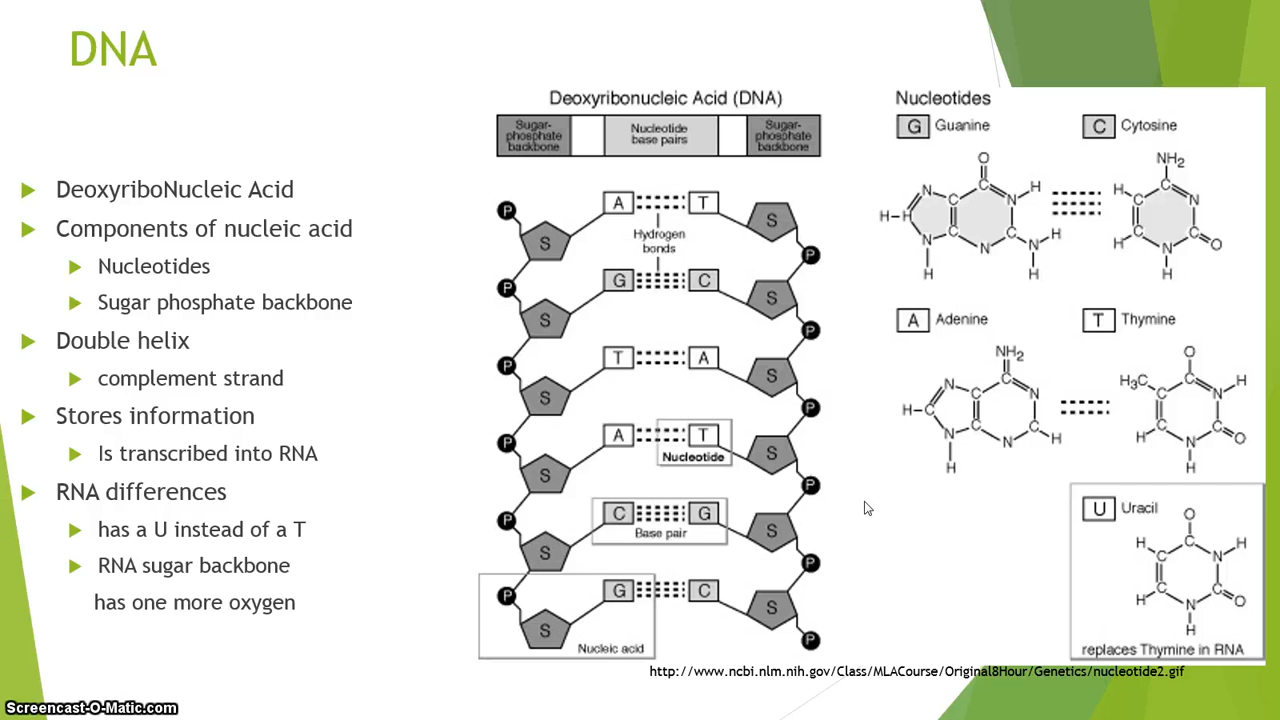 DNA
DeoxyriboNucleic Acid
Components of nucleic acid
Nucleotides
Sugar phosphate backbone
Double helix
complement strand
Stores information
Is transcribed into RNA
RNA differences
has a U instead of a T
RNA sugar backbone
has one more oxygen
Deoxyribonucleic Acid (DNA)
Sugar-
phosphate
backbone
Nucleotide
base pairs
Sugar-
phosphate
backbone
P
S
A
T
S
P
Hydrogen
bonds
P
S
G
C
S
P
P
S
T
A
S
P
P
S
A
T
S
P
Nucleotide
P
S
C
G
S
P
Base pair
P
S
G
C
S
P
Nucleic acid
Nucleotides
G Guanine
O
N
N
H
H
H
N
N
C
C
C
C
N
H
H
H
C Cytosine
NH2
H
C
C
N
C
H
C
N
O
H
A Adenine
NH2
N
C
C
N
H
C
C
N
N
C
H
H
T Thymine
O
H3C
C
C
N
H
C
H
C
N
O
H
U Uracil
O
H
C
C
N
H
C
H
C
N
O
H
replaces Thymine in RNA
http://www.ncbi.nlm.nih.gov/Class/MLACourse/Original8Hour/Genetics/nucleotide2.gif
Screencast-O-Matic.com